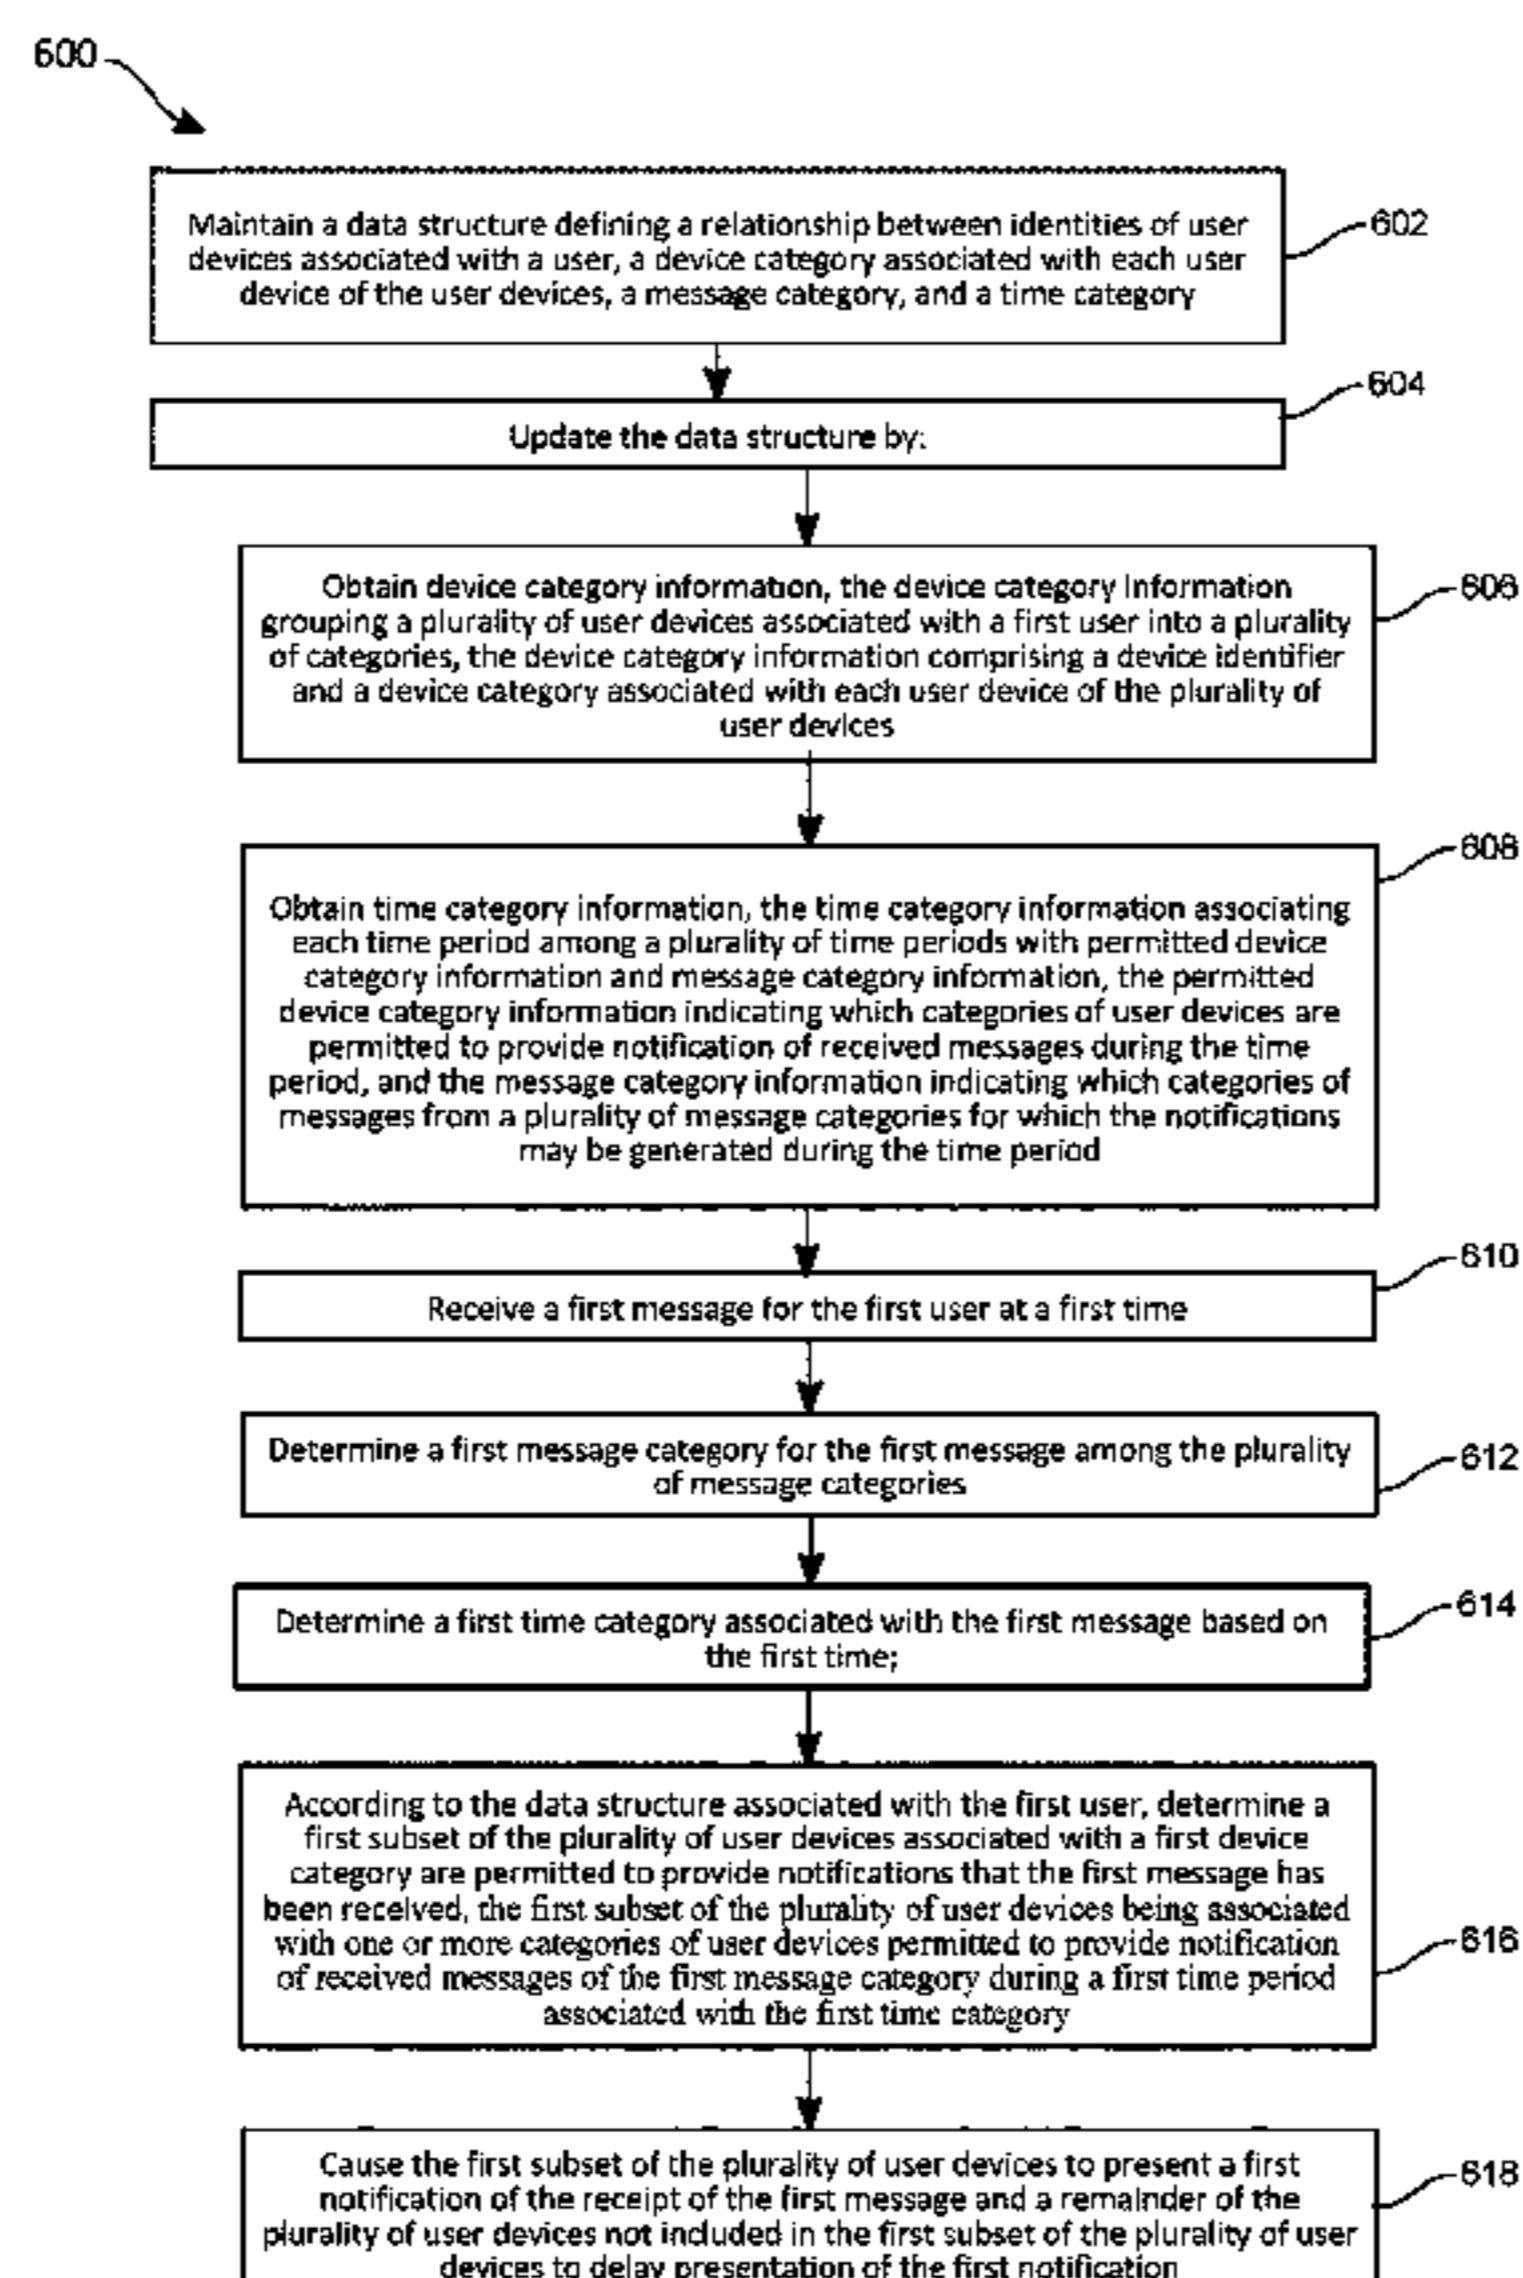 600
Maintain a data structure defining a relationship between identities of user
devices associated with a user, a device category associated with each user
device of the user devices, a message category, and a time category
602
604
Update the data structure by:
Obtain device category information, the device category Information
grouping a plurality of user devices associated with a first user into a plurality
of categories, the device category information comprising a device identifier
and a device category associated with each user device of the plurality of
user devices
606
608
Obtain time category information, the time category information associating
each time period among a plurality of time periods with permitted device
category information and message category information, the permitted
device category information indicating which categories of user devices are
permitted to provide notification of received messages during the time
period, and the message category information indicating which categories of
messages from a plurality of message categories for which the notifications
may be generated during the time period
610
Receive a first message for the first user at a first time
Determine a first message category for the first message among the plurality
of message categories
612
Determine a first time category associated with the first message based on
the first time;
614
According to the data structure associated with the first user, determine a
first subset of the plurality of user devices associated with a first device
category are permitted to provide notifications that the first message has
been received, the first subset of the plurality of user devices being associated
with one or more categories of user devices permitted to provide notification
of received messages of the first message category during a first time period
associated with the first time category
616
Cause the first subset of the plurality of user devices to present a first
notification of the receipt of the first message and a remainder of the
plurality of user devices not included in the first subset of the plurality of user
devices to delay presentation of the first notification
618